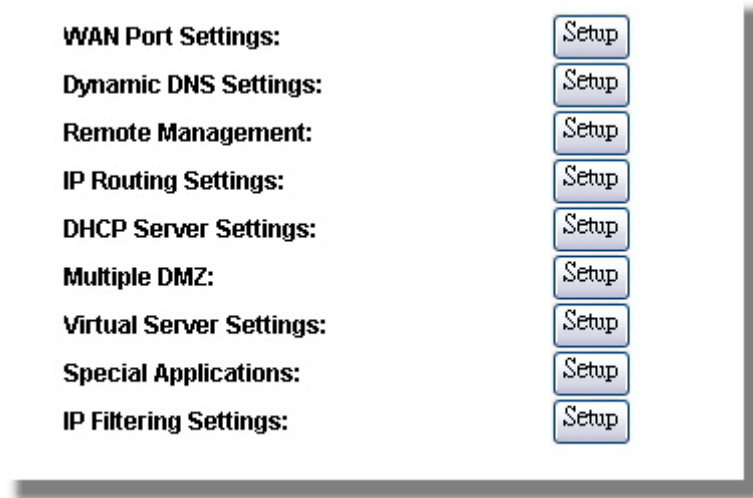 WAN Port Settings: Setup
Dynamic DNS Settings: Setup
Remote Management: Setup
IP Routing Settings: Setup
DHCP Server Settings: Setup
Multiple DMZ: Setup
Virtual Server Settings: Setup
Special Applications: Setup
IP Filtering Settings: Setup